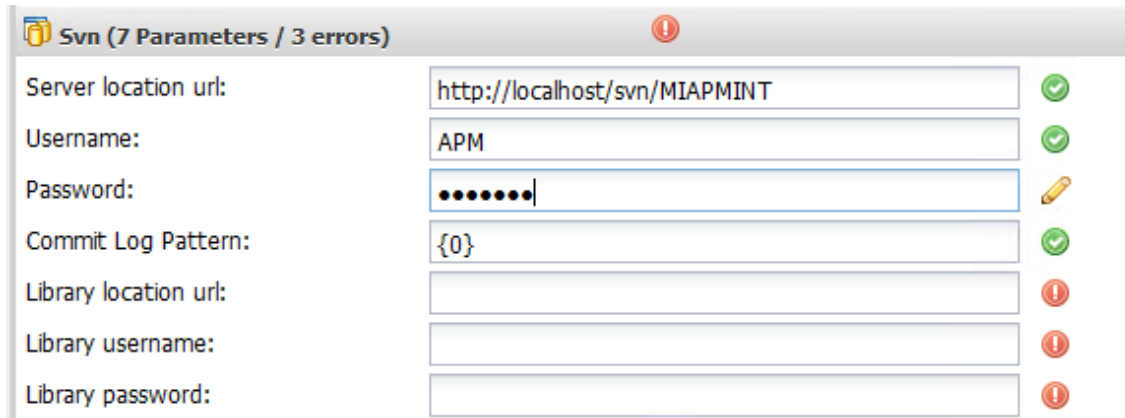 Svn (7 Parameters / 3 errors)
Server location url: http://localhost/svn/MIAPMINT
Username: APM
Password: •••••••
Commit Log Pattern: {0}
Library location url:
Library username:
Library password: